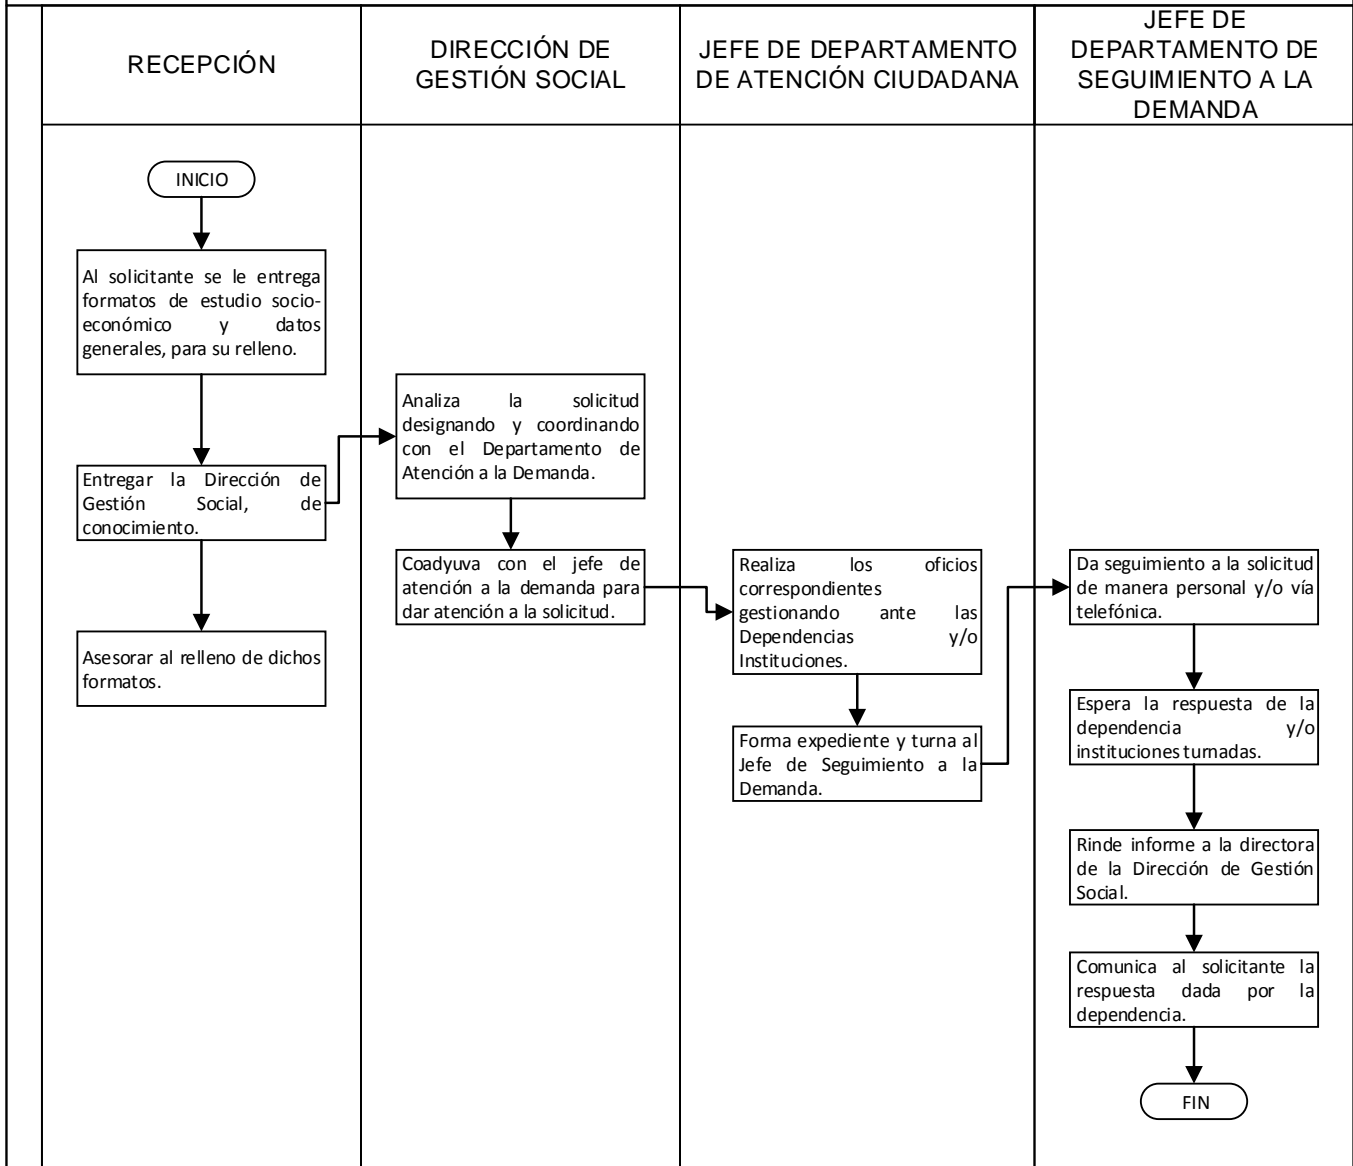 RECEPCIÓN
DIRECCIÓN DE
GESTIÓN SOCIAL
JEFE DE DEPARTAMENTO
DE ATENCIÓN CIUDADANA
JEFE DE
DEPARTAMENTO DE
SEGUIMIENTO A LA
DEMANDA
INICIO
Al solicitante se le entrega
formatos de estudio socio-
económico y datos
generales, para su relleno.
Entregar la Dirección de
Gestión Social, de
conocimiento.
Asesorar al relleno de dichos
formatos.
Analiza la solicitud
designando y coordinando
con el Departamento de
Atención a la Demanda.
Coadyuva con el jefe de
atención a la demanda para
dar atención a la solicitud.
Realiza los oficios
correspondientes
gestionando ante las
Dependencias y/o
Instituciones.
Forma expediente y turna al
Jefe de Seguimiento a la
Demanda.
Da seguimiento a la solicitud
de manera personal y/o vía
telefónica.
Espera la respuesta de la
dependencia y/o
instituciones turnadas.
Rinde informe a la directora
de la Dirección de Gestión
Social.
Comunica al solicitante la
respuesta dada por la
dependencia.
FIN